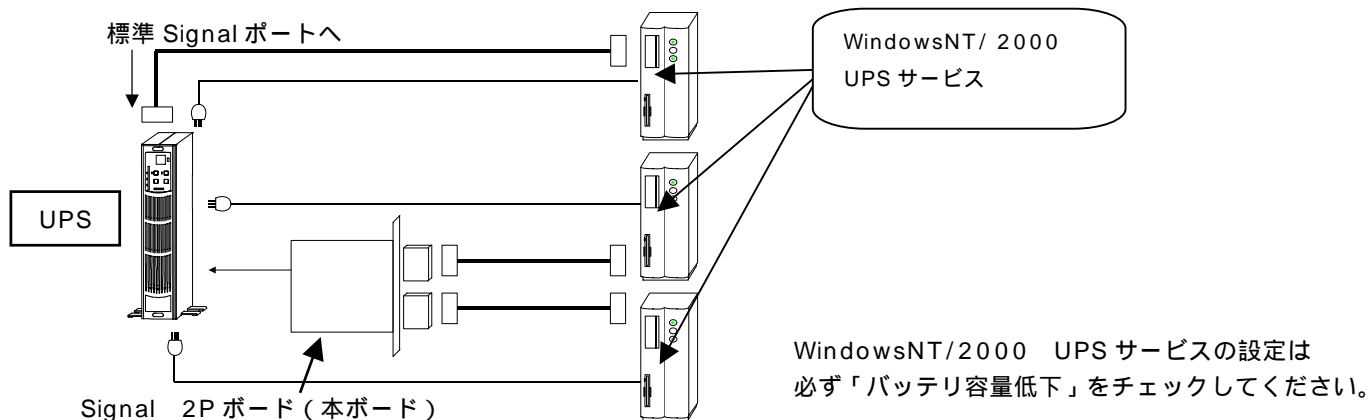 標準 Signal ポートへ
WindowsNT/ 2000
UPS サービス
UPS
WindowsNT/2000　UPS サービスの設定は
必ず「バッテリ容量低下」をチェックしてください。
Signal　2P ボード（本ボード）